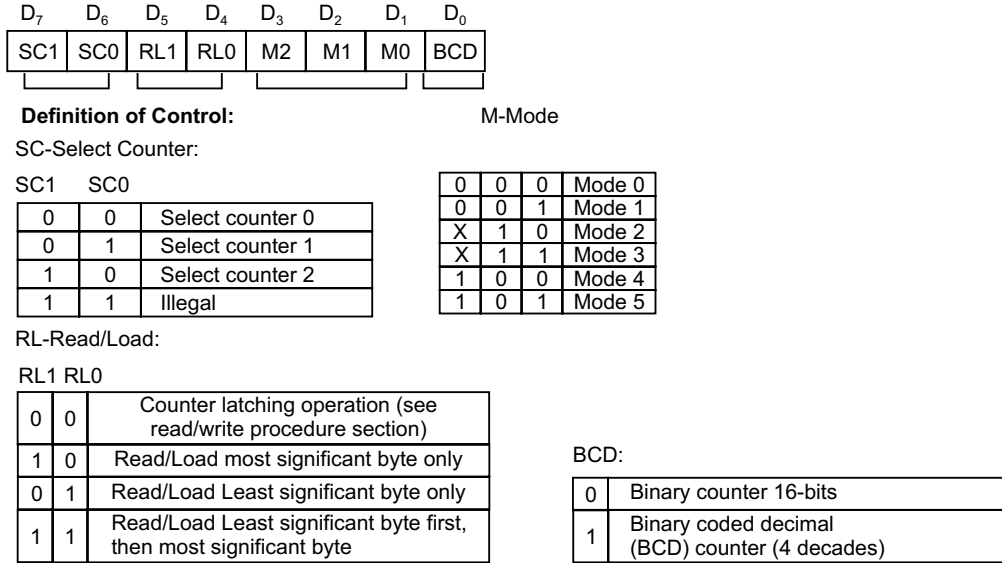 D7 D6 D5 D4 D3 D2 D1 D0
SC1 SC0 RL1 RL0 M2 M1 M0 BCD
Definition of Control:
M-Mode
SC-Select Counter:
SC1 SC0
0 0 Select counter 0
0 1 Select counter 1
1 0 Select counter 2
1 1 Illegal
0 0 0 Mode 0
0 0 1 Mode 1
X 1 0 Mode 2
X 1 1 Mode 3
1 0 0 Mode 4
1 0 1 Mode 5
RL-Read/Load:
RL1 RL0
0 0 Counter latching operation (see
read/write procedure section)
1 0 Read/Load most significant byte only
0 1 Read/Load Least significant byte only
1 1 Read/Load Least significant byte first,
then most significant byte
BCD:
0 Binary counter 16-bits
1 Binary coded decimal
(BCD) counter (4 decades)